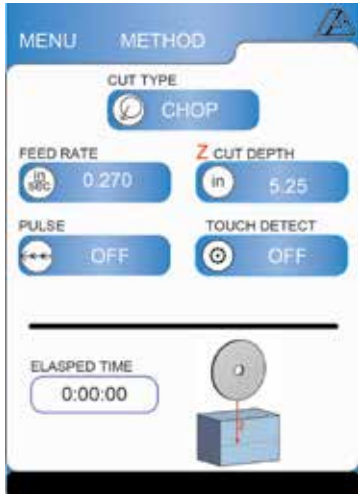 MENU METHOD
CUT TYPE
CHOP
FEED RATE Z CUT DEPTH
in sec 0.270 in 5.25
PULSE TOUCH DETECT
OFF OFF
ELASPED TIME
0:00:00